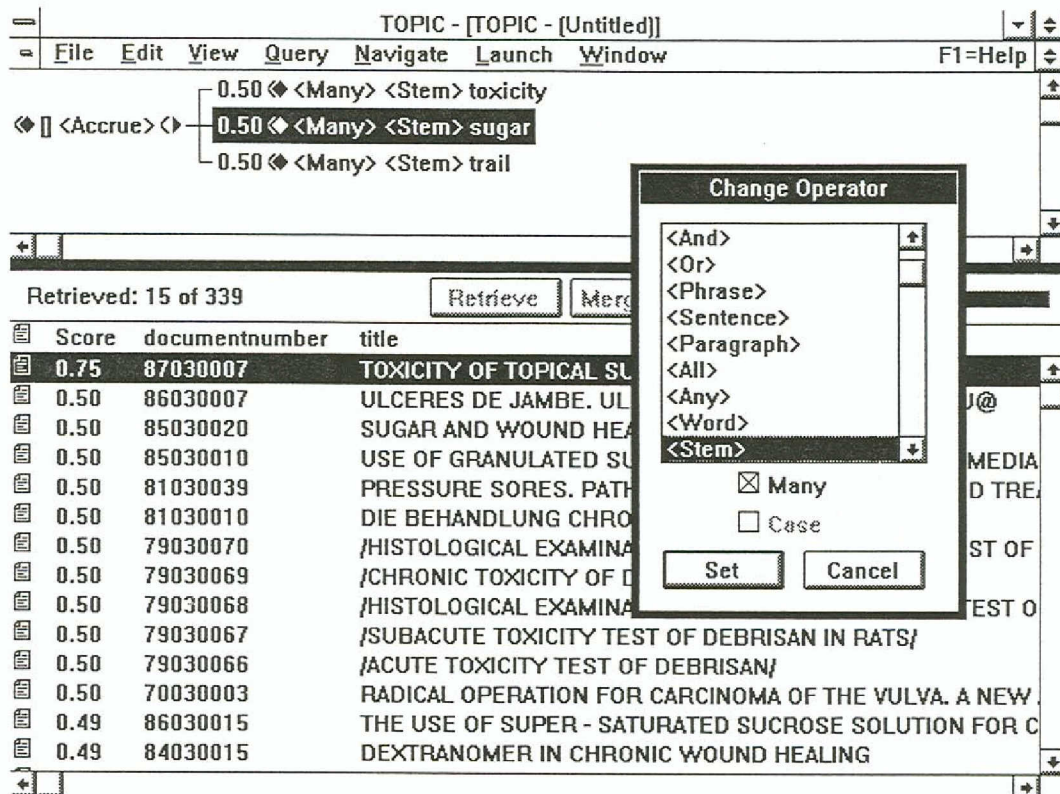 TOPIC - [TOPIC - (Untitled)]
File Edit View Query Navigate Launch Window F1=Help
0.50 <Many> <Stem> toxicity
[] <Accrue> 0.50 <Many> <Stem> sugar
0.50 <Many> <Stem> trail
Change Operator
<And>
<Or>
<Phrase>
<Sentence>
<Paragraph>
<All>
<Any>
<Word>
<Stem>
Many
Case
Set Cancel
Retrieved: 15 of 339 Retrieve Merg
Score documentnumber title
0.75 87030007 TOXICITY OF TOPICAL SU
0.50 86030007 ULCERES DE JAMBE. UL U@
0.50 85030020 SUGAR AND WOUND HEA
0.50 85030010 USE OF GRANULATED SU MEDIA
0.50 81030039 PRESSURE SORES. PATH D TREA
0.50 81030010 DIE BEHANDLUNG CHRO
0.50 79030070 /HISTOLOGICAL EXAMINA ST OF
0.50 79030069 /CHRONIC TOXICITY OF D
0.50 79030068 /HISTOLOGICAL EXAMINA TEST O
0.50 79030067 /SUBACUTE TOXICITY TEST OF DEBRISAN IN RATS/
0.50 79030066 /ACUTE TOXICITY TEST OF DEBRISAN/
0.50 70030003 RADICAL OPERATION FOR CARCINOMA OF THE VULVA. A NEW
0.49 86030015 THE USE OF SUPER - SATURATED SUCROSE SOLUTION FOR C
0.49 84030015 DEXTRANOMER IN CHRONIC WOUND HEALING